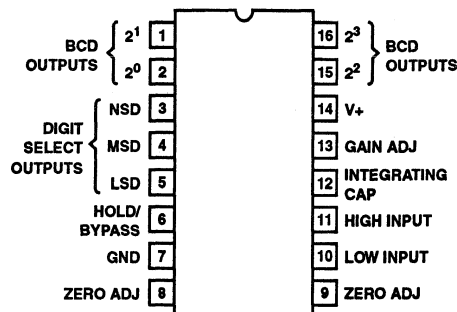 BCD
OUTPUTS
2¹ 1
2⁰ 2
DIGIT
SELECT
OUTPUTS
NSD 3
MSD 4
LSD 5
HOLD/
BYPASS 6
GND 7
ZERO ADJ 8
16 2³
15 2²
BCD
OUTPUTS
14 V+
13 GAIN ADJ
12 INTEGRATING
CAP
11 HIGH INPUT
10 LOW INPUT
9 ZERO ADJ